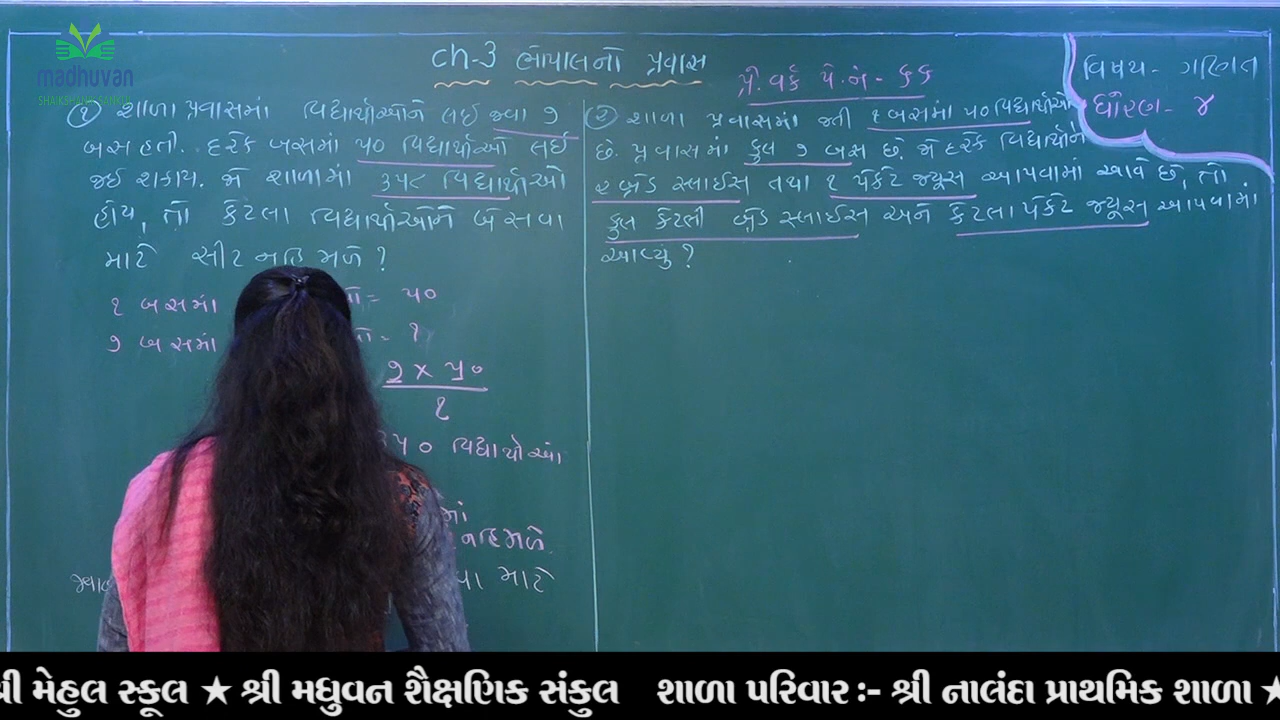 madhuvan
SHAIKSHANIK SANKUL
ch-3 ભોપાલનો પ્રવાસ
પ્રી.વર્ક પે.નં - ૬૬
વિષય - ગણિત
ધોરણ - ૪
૧ શાળા પ્રવાસમાં વિદ્યાર્થીઓને લઈ જવા ૭
બસ હતી. દરેક બસમાં ૫૦ વિદ્યાર્થીઓ લઈ
જઈ શકાય. જો શાળામાં ૩૫૮ વિદ્યાર્થીઓ
હોય, તો કેટલા વિદ્યાર્થીઓને બેસવા
માટે સીટ નહિ મળે ?
૧ બસમાં = ૫૦
૭ બસમાં = ?
૭ × ૫૦
૧
૩૫૦ વિદ્યાર્થીઓ
નહિ મળે.
માટે
૨ શાળા પ્રવાસમાં જતી ૧ બસમાં ૫૦ વિદ્યાર્થીઓ
છે. પ્રવાસમાં કુલ ૭ બસ છે. જો દરેક વિદ્યાર્થીને
૨ બ્રેડ સ્લાઈસ તથા ૧ પેકેટ જ્યૂસ આપવામાં આવે છે, તો
કુલ કેટલી બ્રેડ સ્લાઈસ અને કેટલા પેકેટ જ્યૂસ આપવામાં
આવ્યું ?
શ્રી મેહુલ સ્કૂલ ★ શ્રી મધુવન શૈક્ષણિક સંકુલ શાળા પરિવાર :- શ્રી નાલંદા પ્રાથમિક શાળા ★